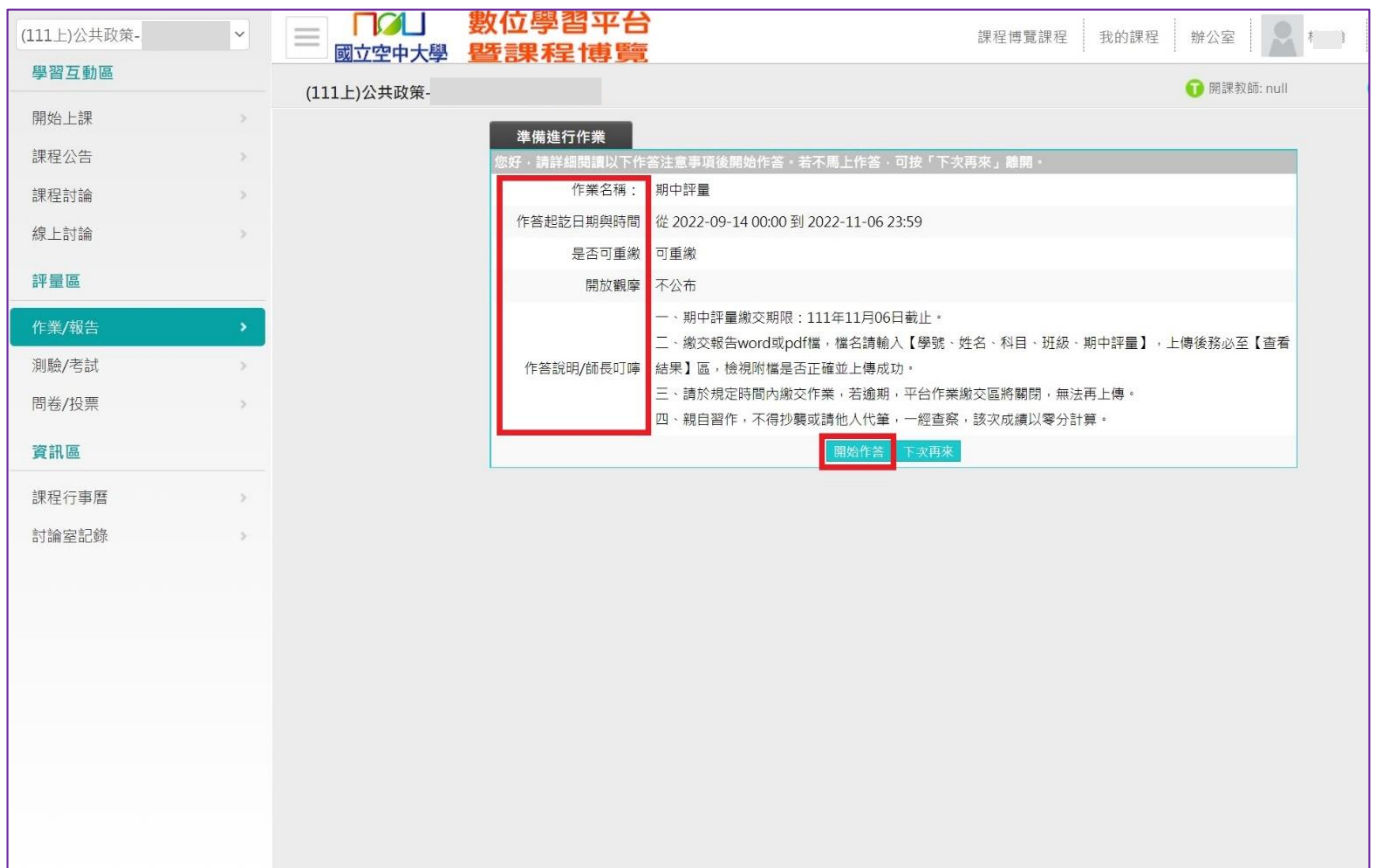 (111上)公共政策-
學習互動區
開始上課
課程公告
課程討論
線上討論
評量區
作業/報告
測驗/考試
問卷/投票
資訊區
課程行事曆
討論室記錄
nou
國立空中大學
數位學習平台
暨課程博覽
課程博覽課程
我的課程
辦公室
(111上)公共政策-
T 開課教師: null
準備進行作業
您好，請詳細閱讀以下作答注意事項後開始作答。若不馬上作答，可按「下次再來」離開。
作業名稱： 期中評量
作答起訖日期與時間 從 2022-09-14 00:00 到 2022-11-06 23:59
是否可重繳 可重繳
開放觀摩 不公布
作答說明/師長叮嚀
一、期中評量繳交期限：111年11月06日截止。
二、繳交報告word或pdf檔，檔名請輸入【學號、姓名、科目、班級、期中評量】，上傳後務必至【查看
結果】區，檢視附檔是否正確並上傳成功。
三、請於規定時間內繳交作業，若逾期，平台作業繳交區將關閉，無法再上傳。
四、親自習作，不得抄襲或請他人代筆，一經查察，該次成績以零分計算。
開始作答 下次再來